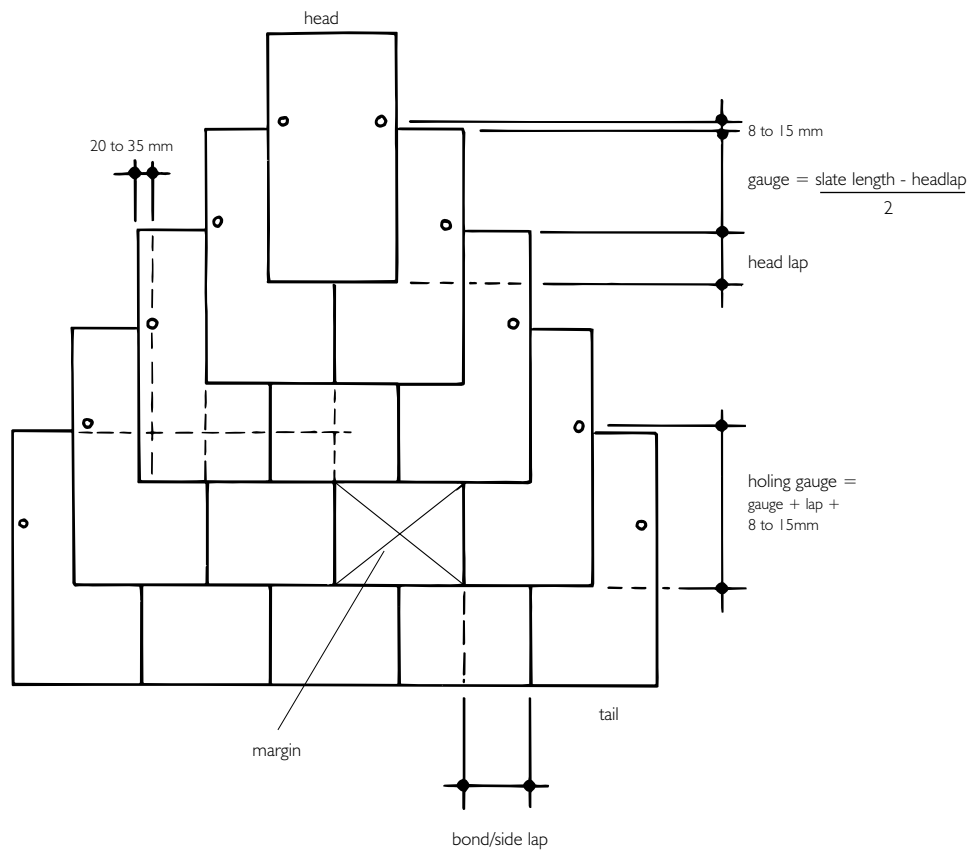 head
20 to 35 mm
8 to 15 mm
gauge = slate length - headlap
2
head lap
holing gauge =
gauge + lap +
8 to 15mm
tail
margin
bond/side lap